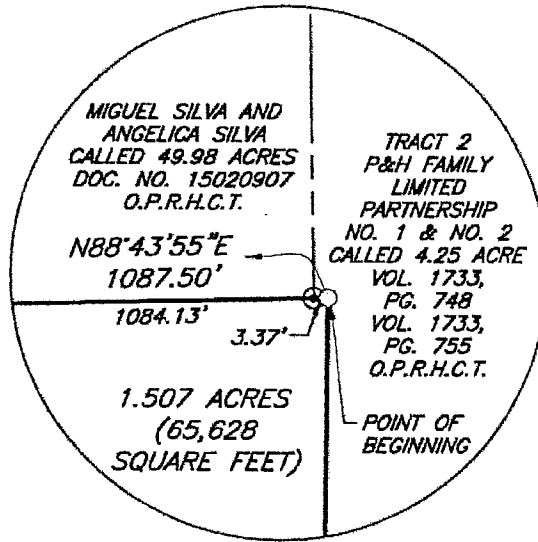 MIGUEL SILVA AND
ANGELICA SILVA
CALLED 49.98 ACRES
DOC. NO. 15020907
O.P.R.H.C.T.
N88°43'55"E
1087.50'
1084.13'
3.37'
1.507 ACRES
(65,628
SQUARE FEET)
TRACT 2
P&H FAMILY
LIMITED
PARTNERSHIP
NO. 1 & NO. 2
CALLED 4.25 ACRE
VOL. 1733,
PG. 748
VOL. 1733,
PG. 755
O.P.R.H.C.T.
POINT OF
BEGINNING